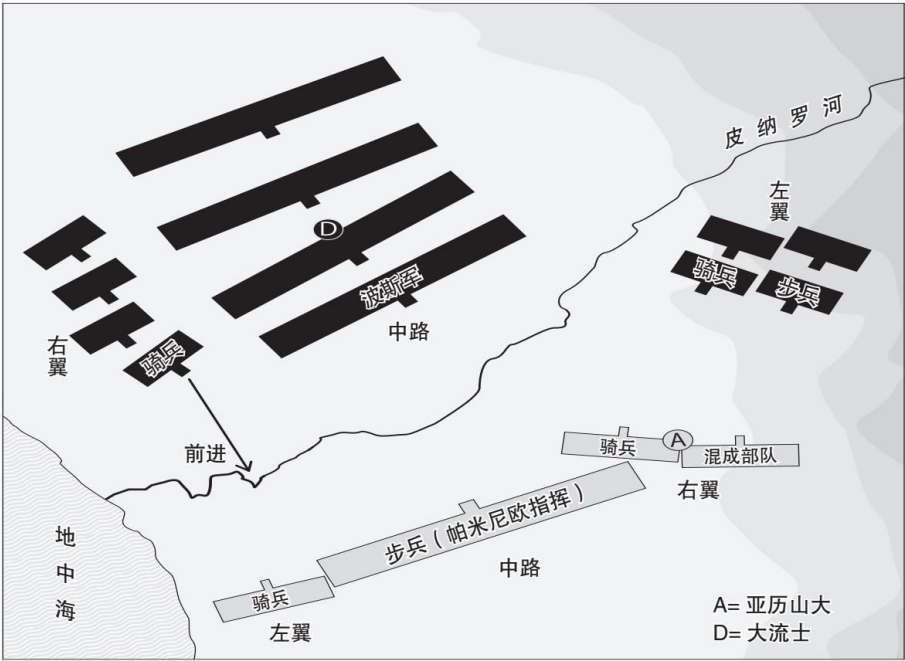 皮纳罗河
左翼
D
骑兵
步兵
波斯军
中路
右翼
骑兵
前进
骑兵
A
混成部队
右翼
步兵（帕米尼欧指挥）
中路
地中海
骑兵
左翼
A= 亚历山大
D= 大流士